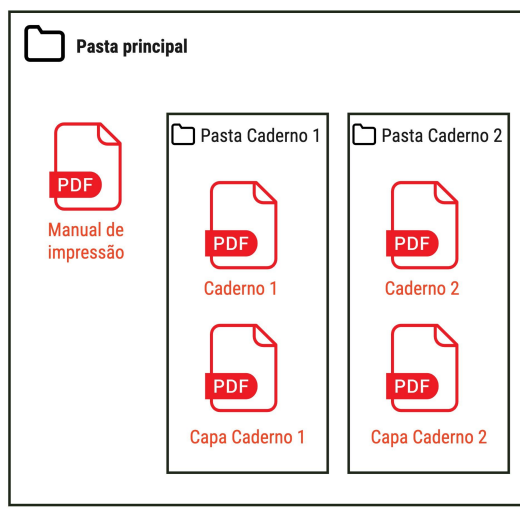 Pasta principal
PDF
Manual de
impressão
Pasta Caderno 1
PDF
Caderno 1
PDF
Capa Caderno 1
Pasta Caderno 2
PDF
Caderno 2
PDF
Capa Caderno 2